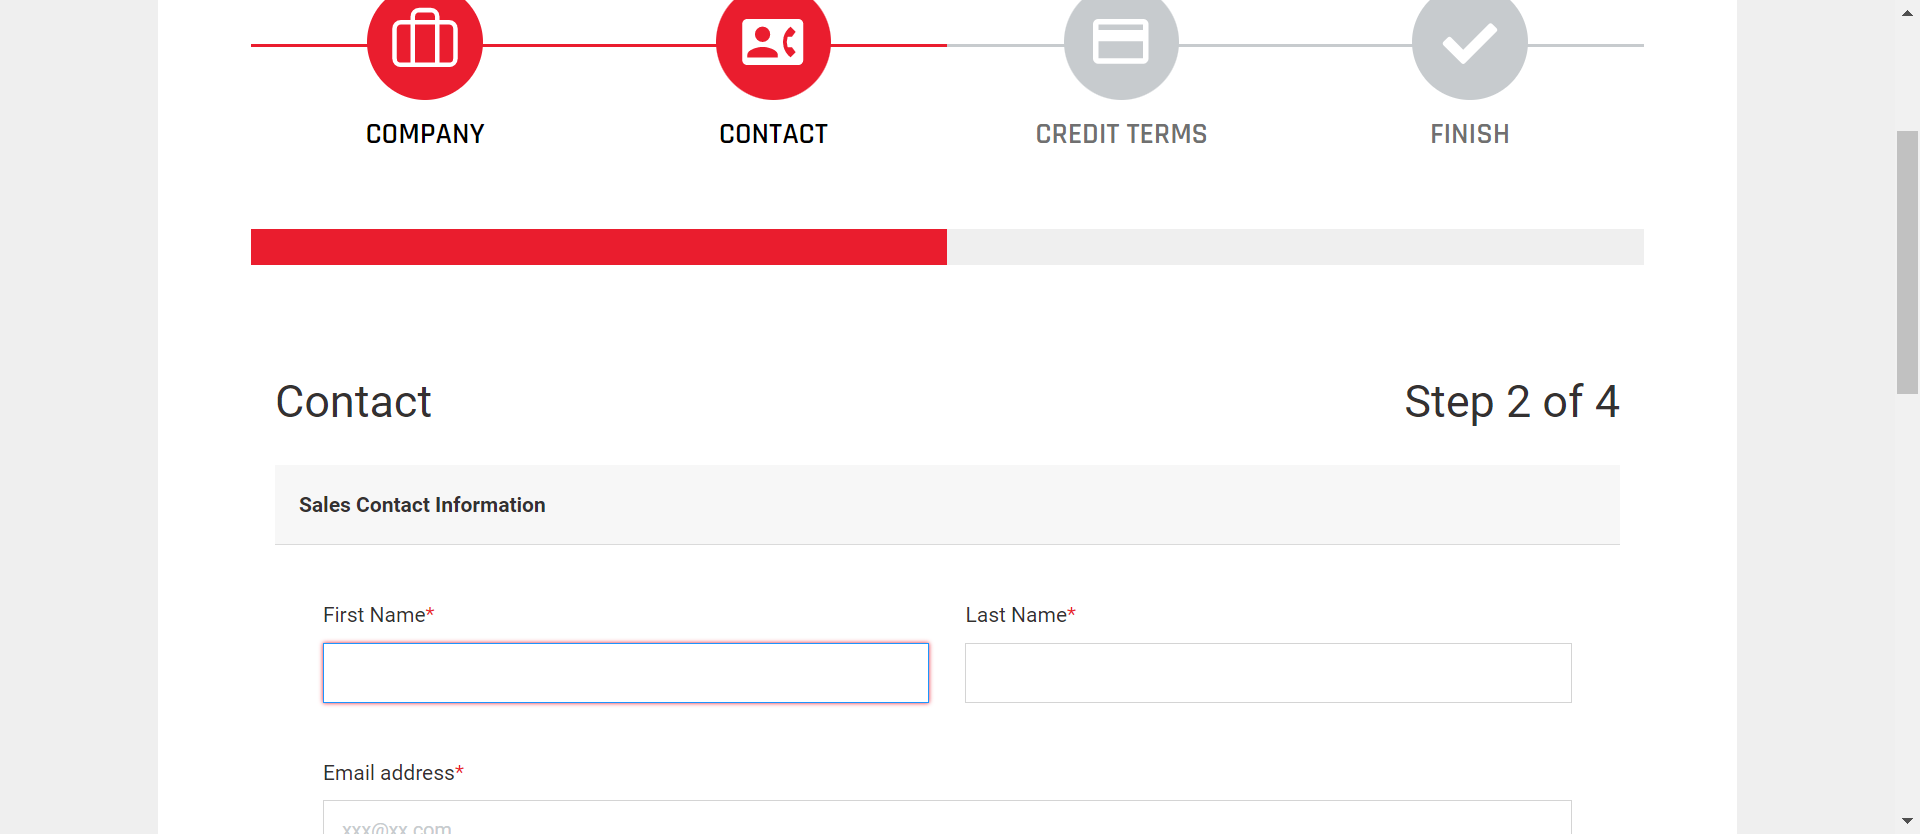 COMPANY CONTACT CREDIT TERMS FINISH
Contact Step 2 of 4
Sales Contact Information
First Name* Last Name*
Email address*
xxx@xx.com